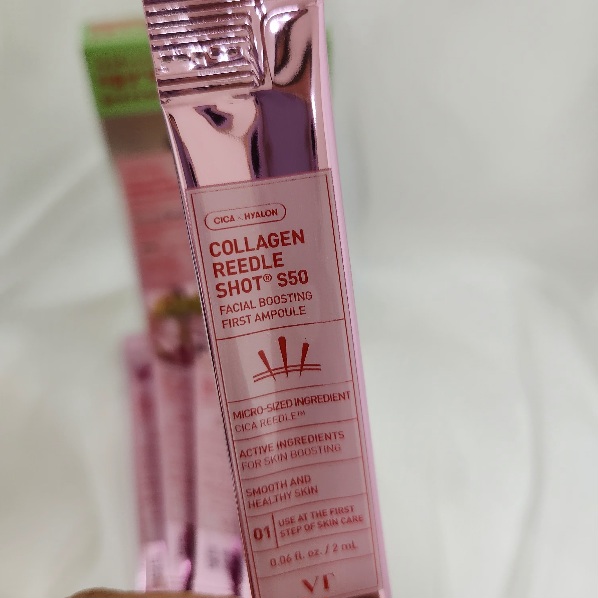 CICA × HYALON
COLLAGEN
REEDLE
SHOT® S50
FACIAL BOOSTING
FIRST AMPOULE
MICRO-SIZED INGREDIENT
CICA REEDLE™
ACTIVE INGREDIENTS
FOR SKIN BOOSTING
SMOOTH AND
HEALTHY SKIN
01 USE AT THE FIRST
STEP OF SKIN CARE
0.06 fl. oz. / 2 mL
VT